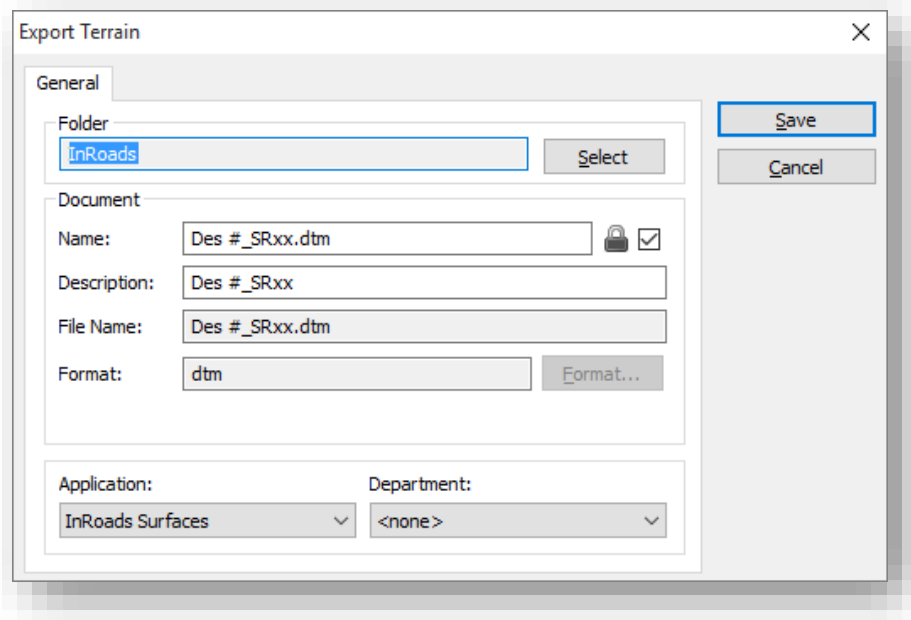 Export Terrain
General
Folder
InRoads
Select
Save
Cancel
Document
Name: Des #_SRxx.dtm
Description: Des #_SRxx
File Name: Des #_SRxx.dtm
Format: dtm Format...
Application: Department:
InRoads Surfaces <none>